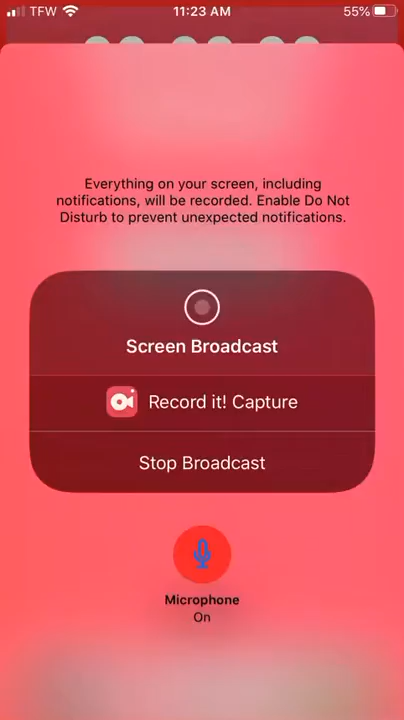 TFW 11:23 AM 55%
Everything on your screen, including
notifications, will be recorded. Enable Do Not
Disturb to prevent unexpected notifications.
Screen Broadcast
Record it! Capture
Stop Broadcast
Microphone
On